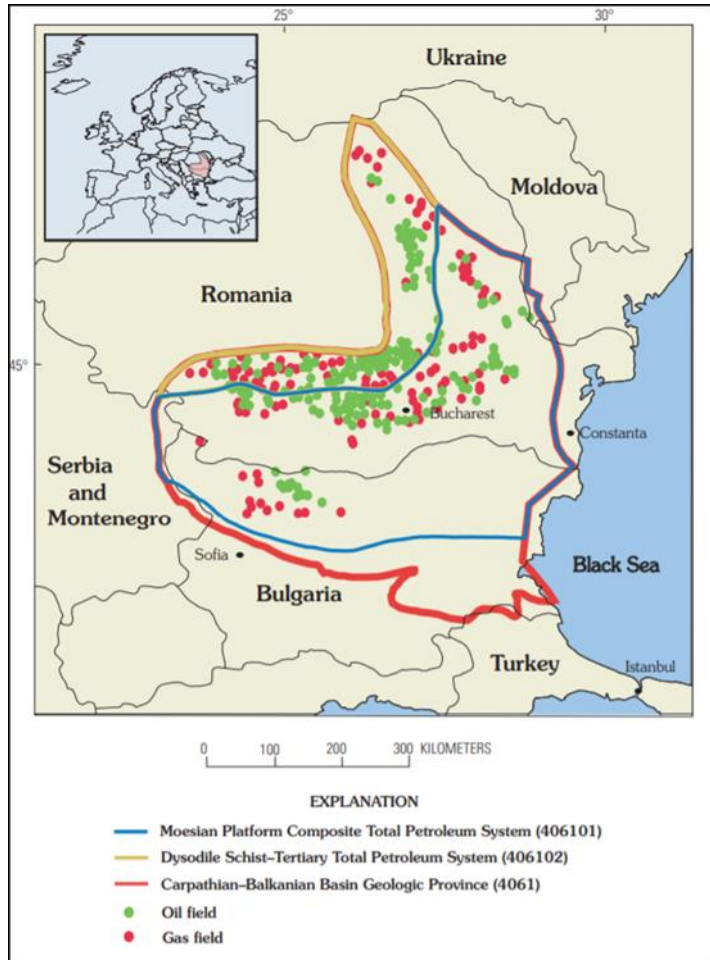 25°
30°
Ukraine
Moldova
Romania
45°
Bucharest
Constanta
Serbia
and
Montenegro
Sofia
Bulgaria
Black Sea
Turkey
Istanbul
0 100 200 300 KILOMETERS
EXPLANATION
Moesian Platform Composite Total Petroleum System (406101)
Dysodile Schist–Tertiary Total Petroleum System (406102)
Carpathian–Balkanian Basin Geologic Province (4061)
Oil field
Gas field